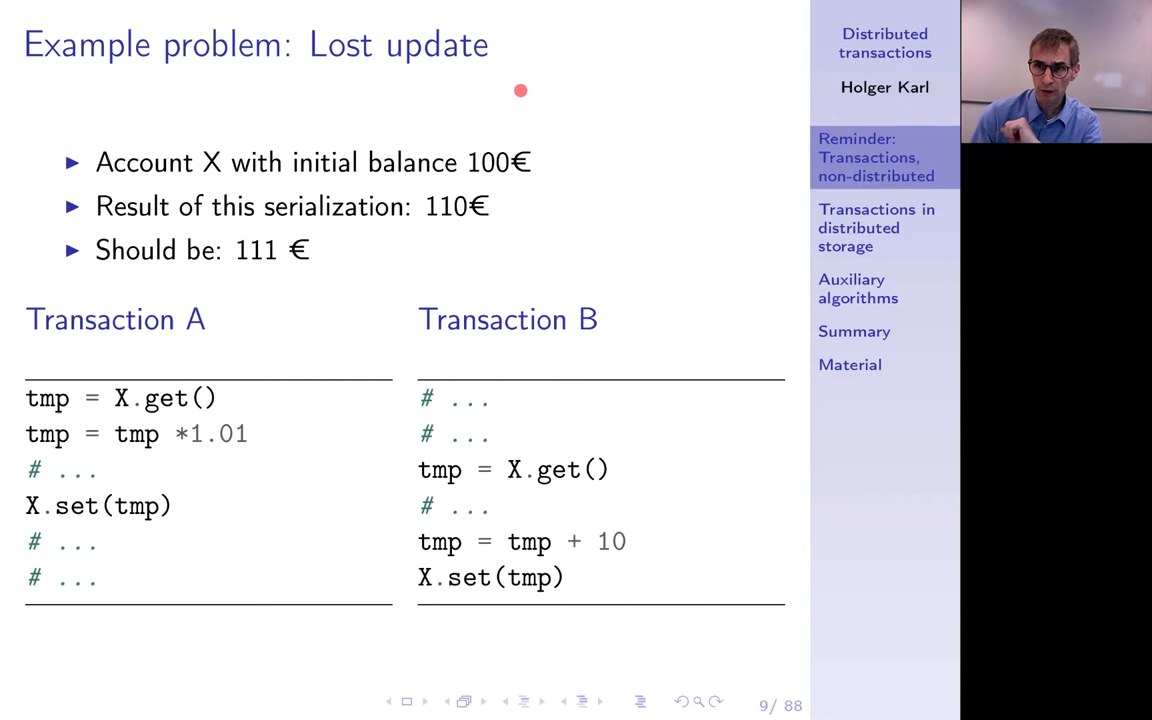 Example problem: Lost update
▶ Account X with initial balance 100€
▶ Result of this serialization: 110€
▶ Should be: 111 €
Transaction A
tmp = X.get()
tmp = tmp *1.01
# ...
X.set(tmp)
# ...
# ...
Transaction B
# ...
# ...
tmp = X.get()
# ...
tmp = tmp + 10
X.set(tmp)
9/ 88
Distributed
transactions
Holger Karl
Reminder:
Transactions,
non-distributed
Transactions in
distributed
storage
Auxiliary
algorithms
Summary
Material